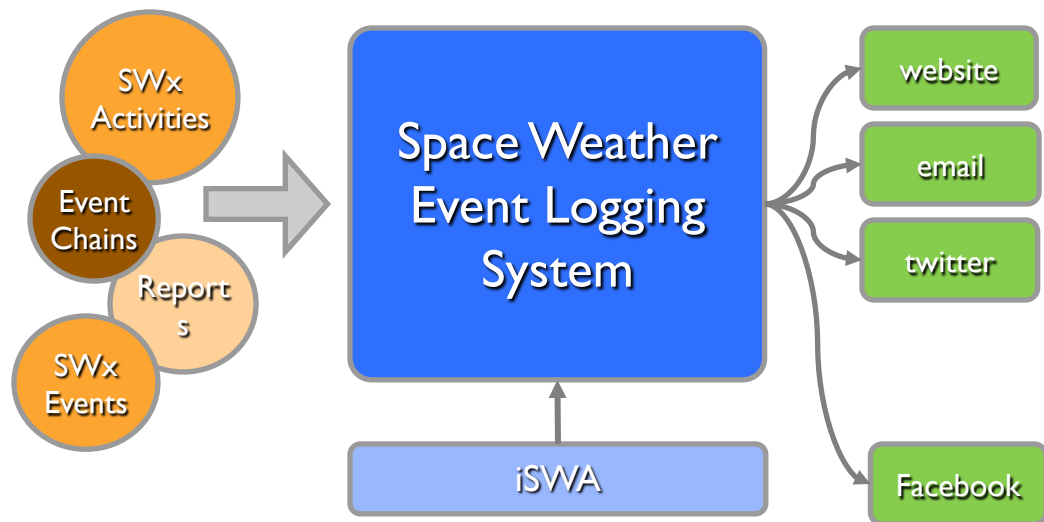 SWx
Activities
Event
Chains
Report
s
SWx
Events
Space Weather
Event Logging
System
iSWA
website
email
twitter
Facebook